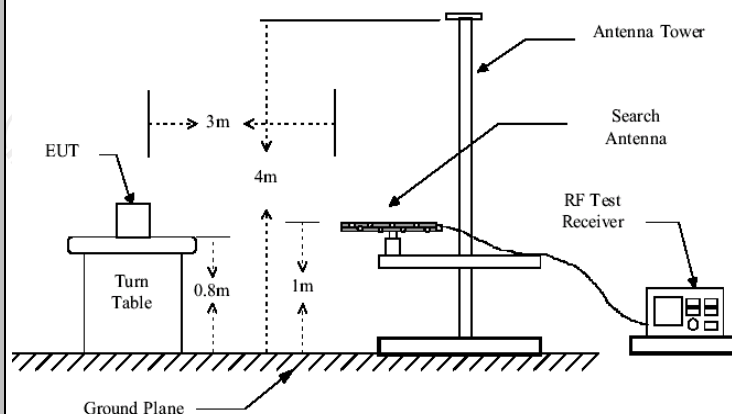 Antenna Tower
3m
Search
Antenna
EUT
4m
RF Test
Receiver
Turn
Table
0.8m
1m
Ground Plane